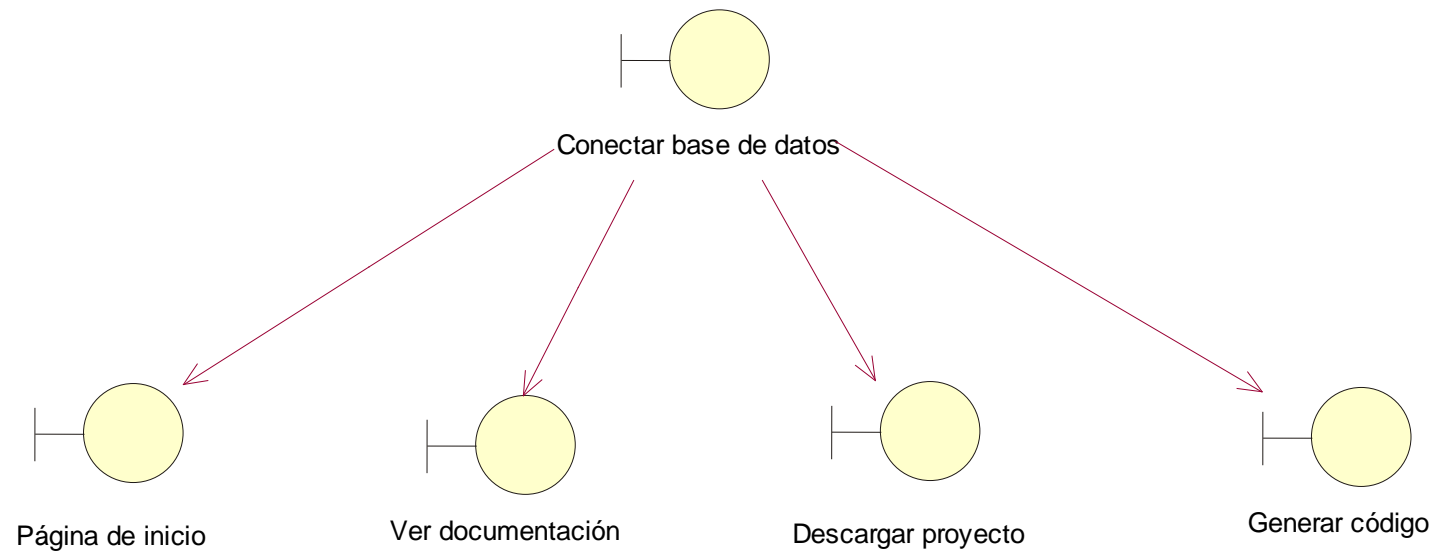 Conectar base de datos
Página de inicio
Ver documentación
Descargar proyecto
Generar código